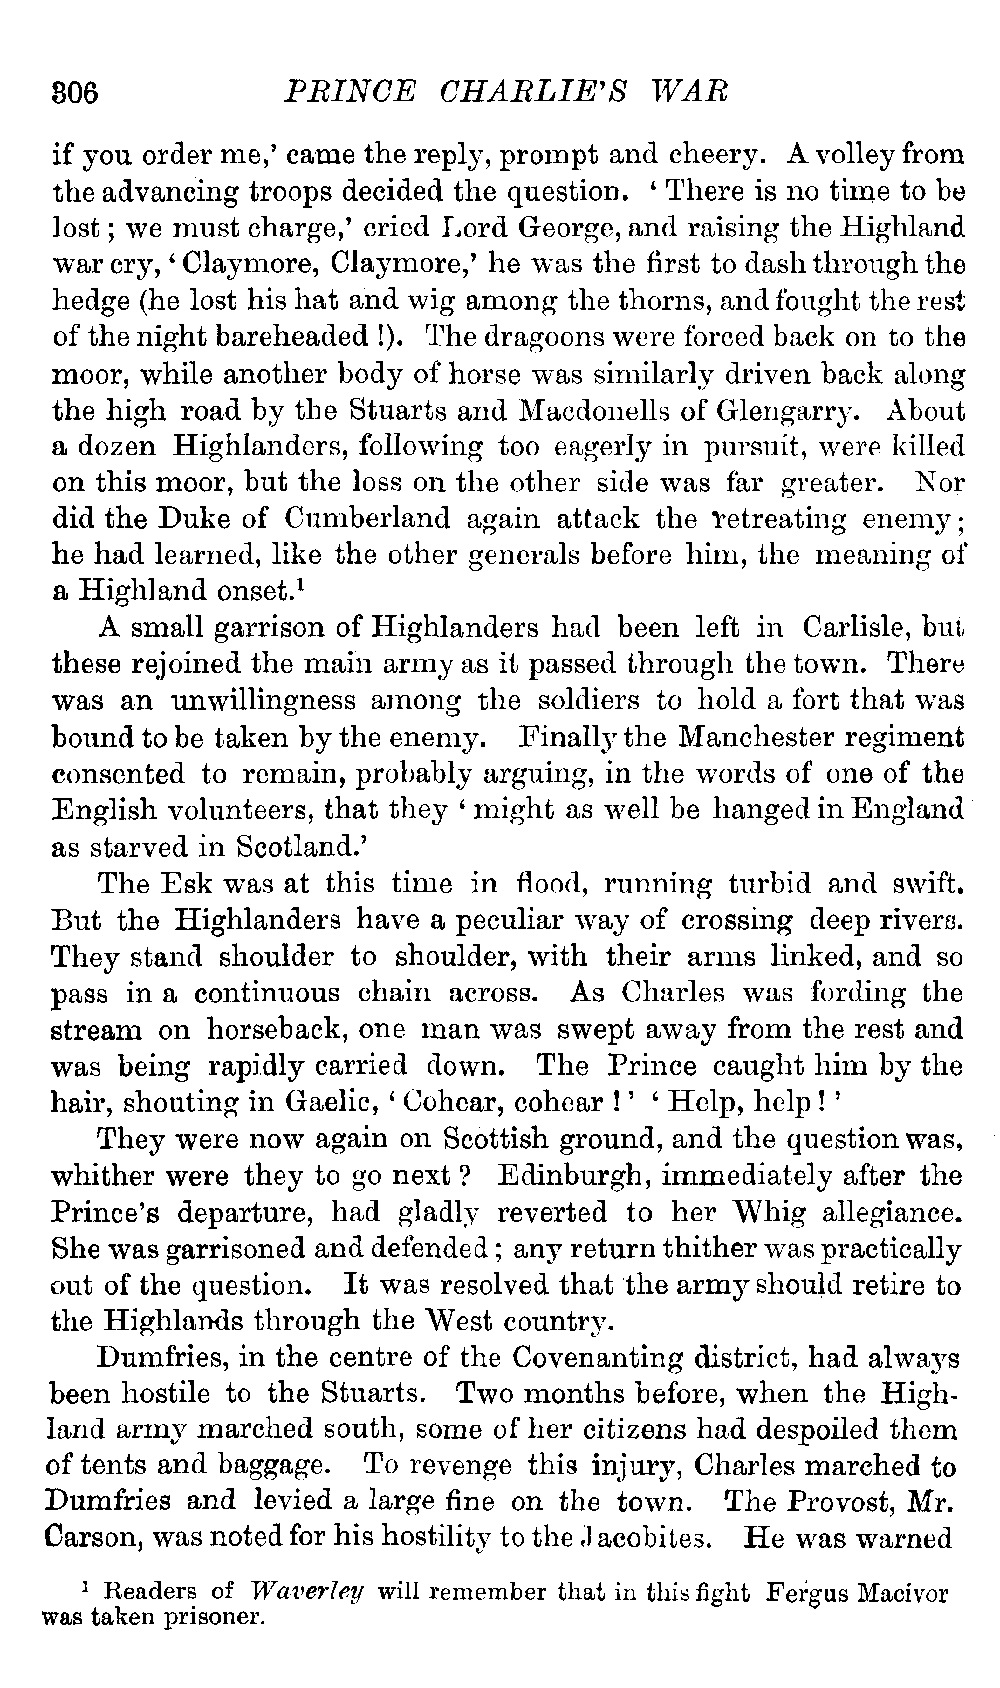 306 PRINCE CHARLIE'S WAR
if you order me,' came the reply, prompt and cheery. A volley from
the advancing troops decided the question. 'There is no time to be
lost; we must charge,' cried Lord George, and raising the Highland
war cry, 'Claymore, Claymore,' he was the first to dash through the
hedge (he lost his hat and wig among the thorns, and fought the rest
of the night bareheaded!). The dragoons were forced back on to the
moor, while another body of horse was similarly driven back along
the high road by the Stuarts and Macdonells of Glengarry. About
a dozen Highlanders, following too eagerly in pursuit, were killed
on this moor, but the loss on the other side was far greater. Nor
did the Duke of Cumberland again attack the retreating enemy;
he had learned, like the other generals before him, the meaning of
a Highland onset.¹
A small garrison of Highlanders had been left in Carlisle, but
these rejoined the main army as it passed through the town. There
was an unwillingness among the soldiers to hold a fort that was
bound to be taken by the enemy. Finally the Manchester regiment
consented to remain, probably arguing, in the words of one of the
English volunteers, that they 'might as well be hanged in England
as starved in Scotland.'
The Esk was at this time in flood, running turbid and swift.
But the Highlanders have a peculiar way of crossing deep rivers.
They stand shoulder to shoulder, with their arms linked, and so
pass in a continuous chain across. As Charles was fording the
stream on horseback, one man was swept away from the rest and
was being rapidly carried down. The Prince caught him by the
hair, shouting in Gaelic, 'Cohear, cohear!' 'Help, help!'
They were now again on Scottish ground, and the question was,
whither were they to go next? Edinburgh, immediately after the
Prince's departure, had gladly reverted to her Whig allegiance.
She was garrisoned and defended; any return thither was practically
out of the question. It was resolved that the army should retire to
the Highlands through the West country.
Dumfries, in the centre of the Covenanting district, had always
been hostile to the Stuarts. Two months before, when the High-
land army marched south, some of her citizens had despoiled them
of tents and baggage. To revenge this injury, Charles marched to
Dumfries and levied a large fine on the town. The Provost, Mr.
Carson, was noted for his hostility to the Jacobites. He was warned
¹ Readers of Waverley will remember that in this fight Fergus Macivor
was taken prisoner.